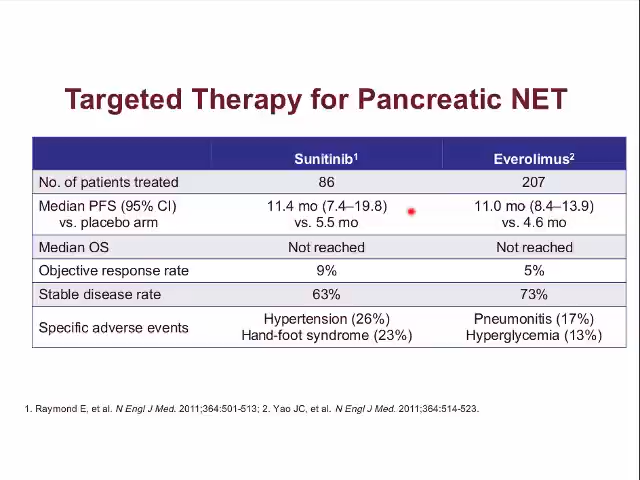 Targeted Therapy for Pancreatic NET
Sunitinib¹ Everolimus²
No. of patients treated 86 207
Median PFS (95% CI) 11.4 mo (7.4–19.8) 11.0 mo (8.4–13.9)
vs. placebo arm vs. 5.5 mo vs. 4.6 mo
Median OS Not reached Not reached
Objective response rate 9% 5%
Stable disease rate 63% 73%
Specific adverse events Hypertension (26%) Pneumonitis (17%)
Hand-foot syndrome (23%) Hyperglycemia (13%)
1. Raymond E, et al. N Engl J Med. 2011;364:501-513; 2. Yao JC, et al. N Engl J Med. 2011;364:514-523.